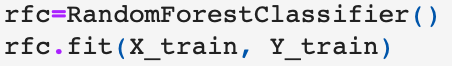 rfc=RandomForestClassifier()
rfc.fit(X_train, Y_train)